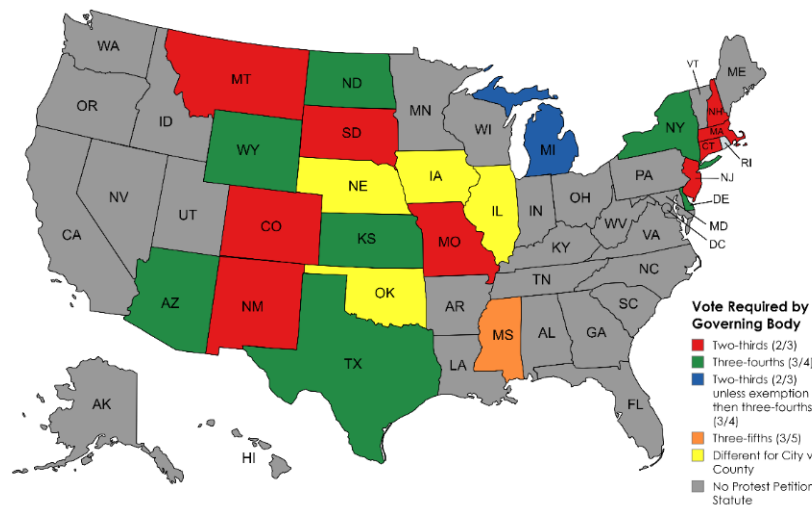 WA
MT
ND
MN
VT
ME
OR
ID
SD
WI
MI
NY
NH
MA
CT
RI
WY
NE
IA
PA
NJ
NV
UT
CO
KS
MO
IL
IN
OH
DE
MD
DC
WV
VA
CA
KY
AZ
NM
OK
AR
TN
NC
SC
TX
LA
MS
AL
GA
FL
AK
HI
Vote Required by
Governing Body
Two-thirds (2/3)
Three-fourths (3/4)
Two-thirds (2/3)
unless exemption
then three-fourths
(3/4)
Three-fifths (3/5)
Different for City v
County
No Protest Petition
Statute